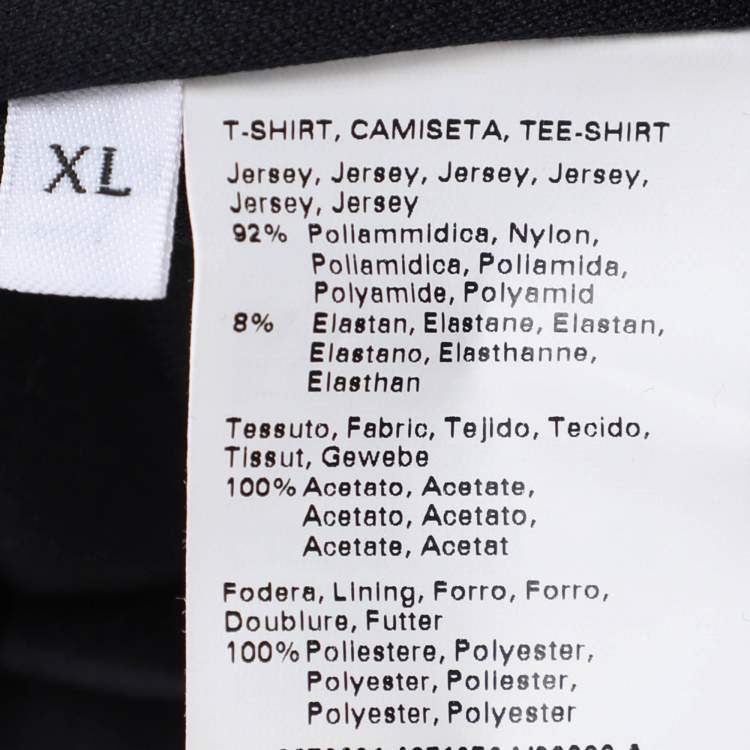 XL
T-SHIRT, CAMISETA, TEE-SHIRT
Jersey, Jersey, Jersey, Jersey,
Jersey, Jersey
92% Poliammidica, Nylon,
Poliamidica, Poliamida,
Polyamide, Polyamid
8% Elastan, Elastane, Elastan,
Elastano, Elasthanne,
Elasthan
Tessuto, Fabric, Tejido, Tecido,
Tissut, Gewebe
100% Acetato, Acetate,
Acetato, Acetato,
Acetate, Acetat
Fodera, Lining, Forro, Forro,
Doublure, Futter
100% Poliestere, Polyester,
Polyester, Poliester,
Polyester, Polyester